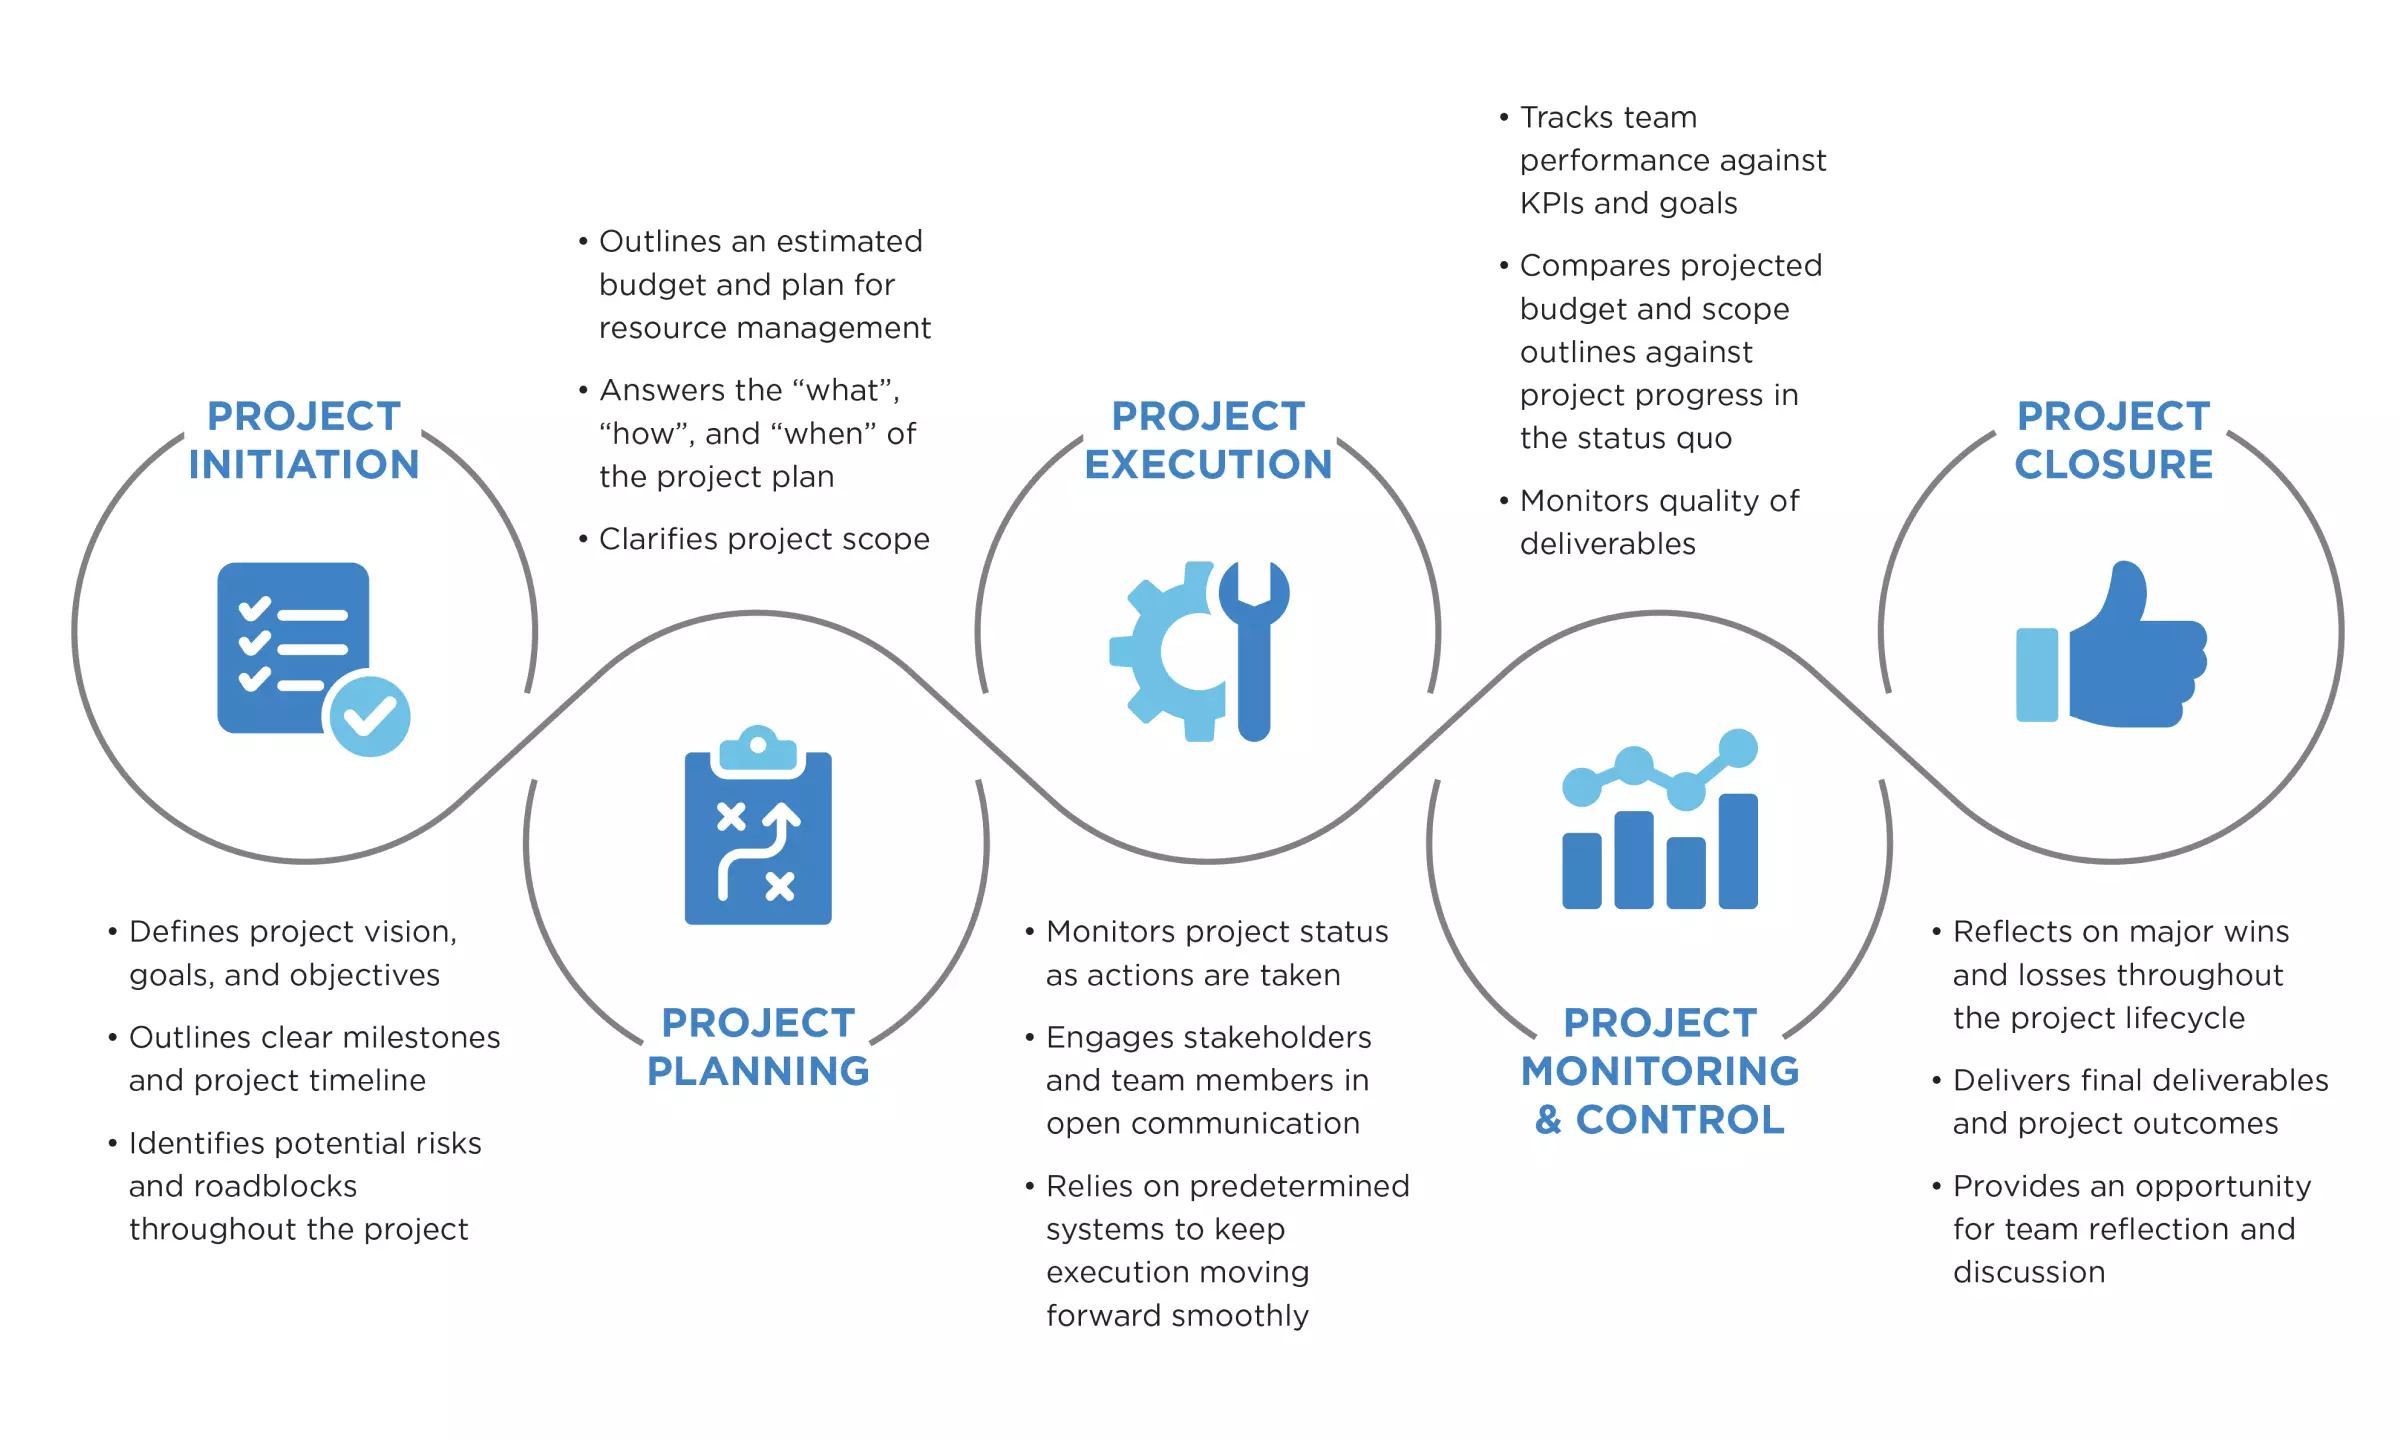 PROJECT
INITIATION
• Defines project vision,
goals, and objectives
• Outlines clear milestones
and project timeline
• Identifies potential risks
and roadblocks
throughout the project
• Outlines an estimated
budget and plan for
resource management
• Answers the “what”,
“how”, and “when” of
the project plan
• Clarifies project scope
PROJECT
PLANNING
PROJECT
EXECUTION
• Monitors project status
as actions are taken
• Engages stakeholders
and team members in
open communication
• Relies on predetermined
systems to keep
execution moving
forward smoothly
• Tracks team
performance against
KPIs and goals
• Compares projected
budget and scope
outlines against
project progress in
the status quo
• Monitors quality of
deliverables
PROJECT
MONITORING
& CONTROL
PROJECT
CLOSURE
• Reflects on major wins
and losses throughout
the project lifecycle
• Delivers final deliverables
and project outcomes
• Provides an opportunity
for team reflection and
discussion